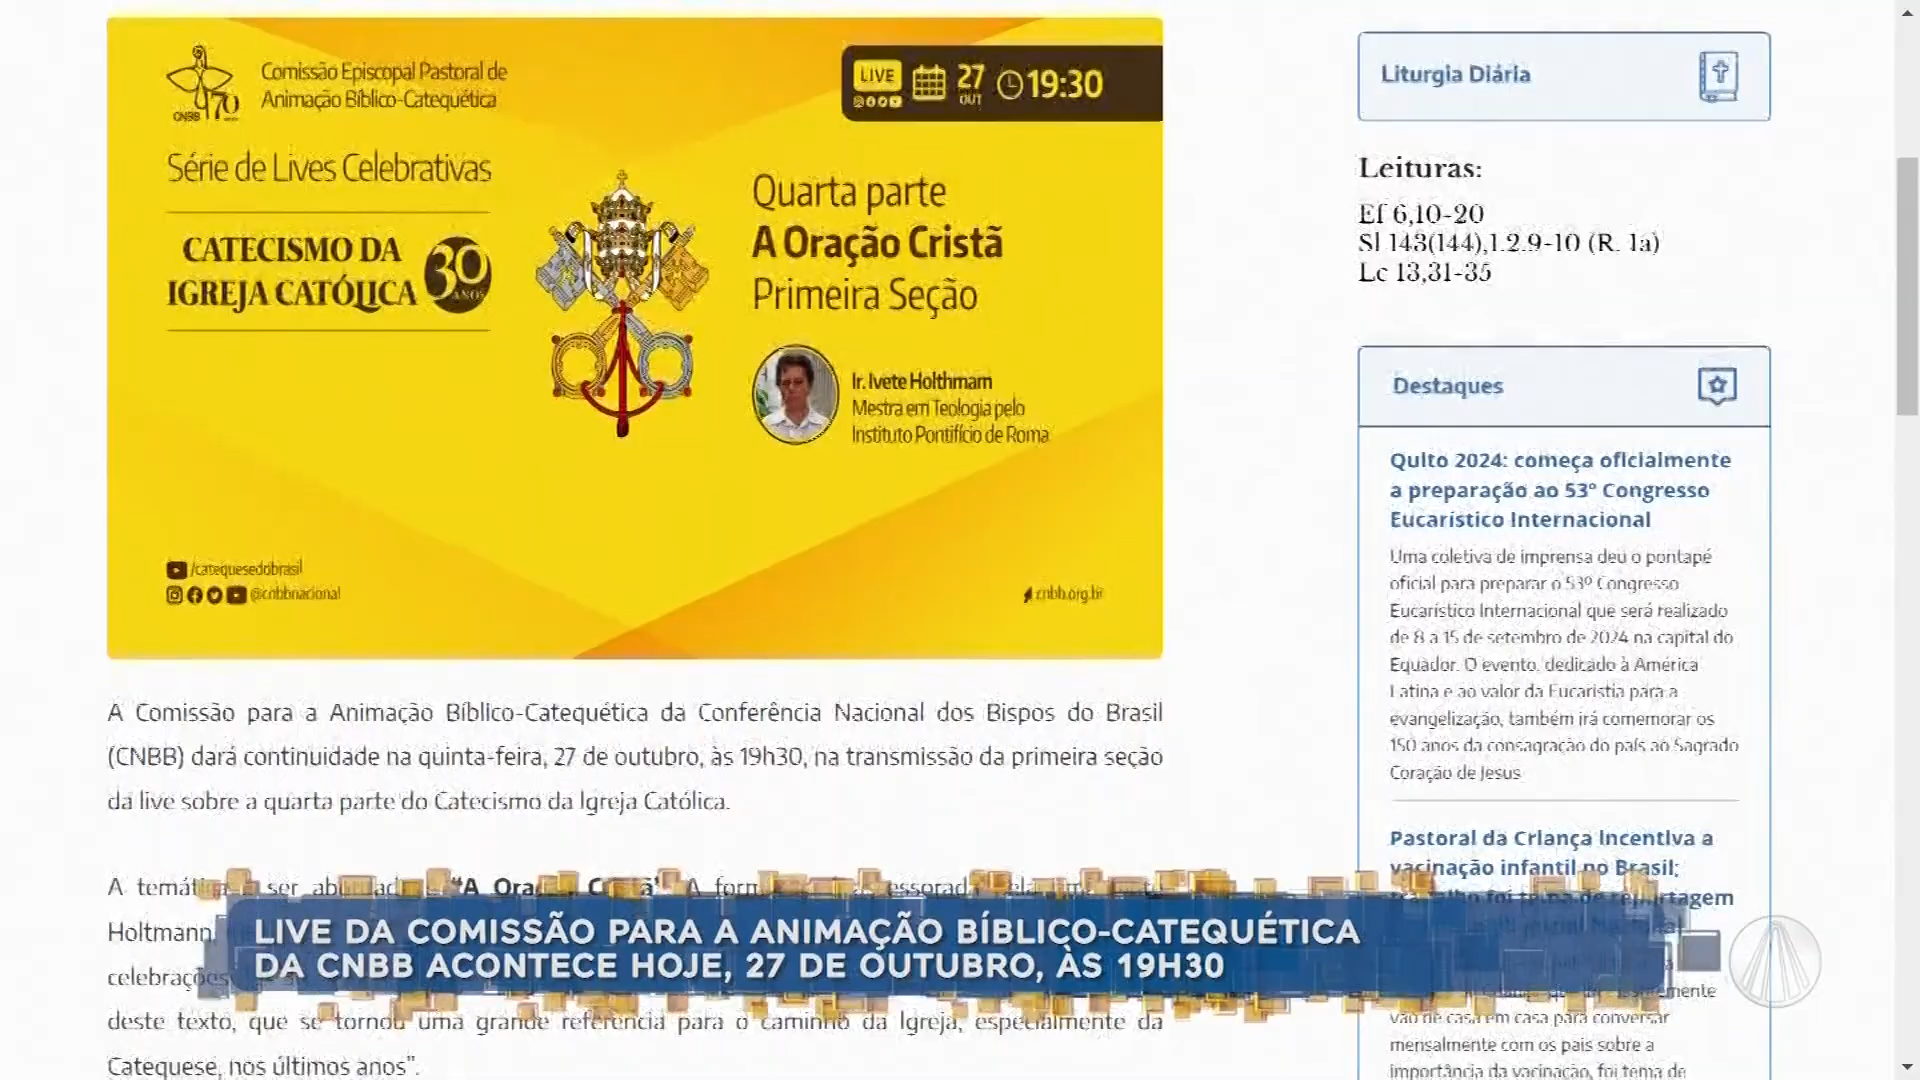 Comissão Episcopal Pastoral de
Animação Bíblico-Catequética
CNBB 70
LIVE 27 OUT 19:30
Série de Lives Celebrativas
CATECISMO DA
IGREJA CATÓLICA
30 ANOS
Quarta parte
A Oração Cristã
Primeira Seção
Ir. Ivete Holthmam
Mestra em Teologia pelo
Instituto Pontifício de Roma
/catequesedobrasil
@cnbbnacional
cnbb.org.br
A Comissão para a Animação Bíblico-Catequética da Conferência Nacional dos Bispos do Brasil
(CNBB) dará continuidade na quinta-feira, 27 de outubro, às 19h30, na transmissão da primeira seção
da live sobre a quarta parte do Catecismo da Igreja Católica.
A ser "A
Holtmann,
celebrações
deste texto, que se tornou uma grande referência para o caminho da Igreja, especialmente da
Catequese, nos últimos anos”.
LIVE DA COMISSÃO PARA A ANIMAÇÃO BÍBLICO-CATEQUÉTICA
DA CNBB ACONTECE HOJE, 27 DE OUTUBRO, ÀS 19H30
Liturgia Diária
Leituras:
Ef 6,10-20
Sl 143(144),1.2.9-10 (R. 1a)
Lc 13,31-35
Destaques
Quito 2024: começa oficialmente
a preparação ao 53º Congresso
Eucarístico Internacional
Uma coletiva de imprensa deu o pontapé
oficial para preparar o 53º Congresso
Eucarístico Internacional que será realizado
de 8 a 15 de setembro de 2024 na capital do
Equador. O evento, dedicado à América
Latina e ao valor da Eucaristia para a
evangelização, também irá comemorar os
150 anos da consagração do país ao Sagrado
Coração de Jesus
Pastoral da Criança incentiva a
vacinação infantil no Brasil;
trabalho foi tema de reportagem
vão de casa em casa para conversar
mensalmente com os pais sobre a
importância da vacinação, foi tema de